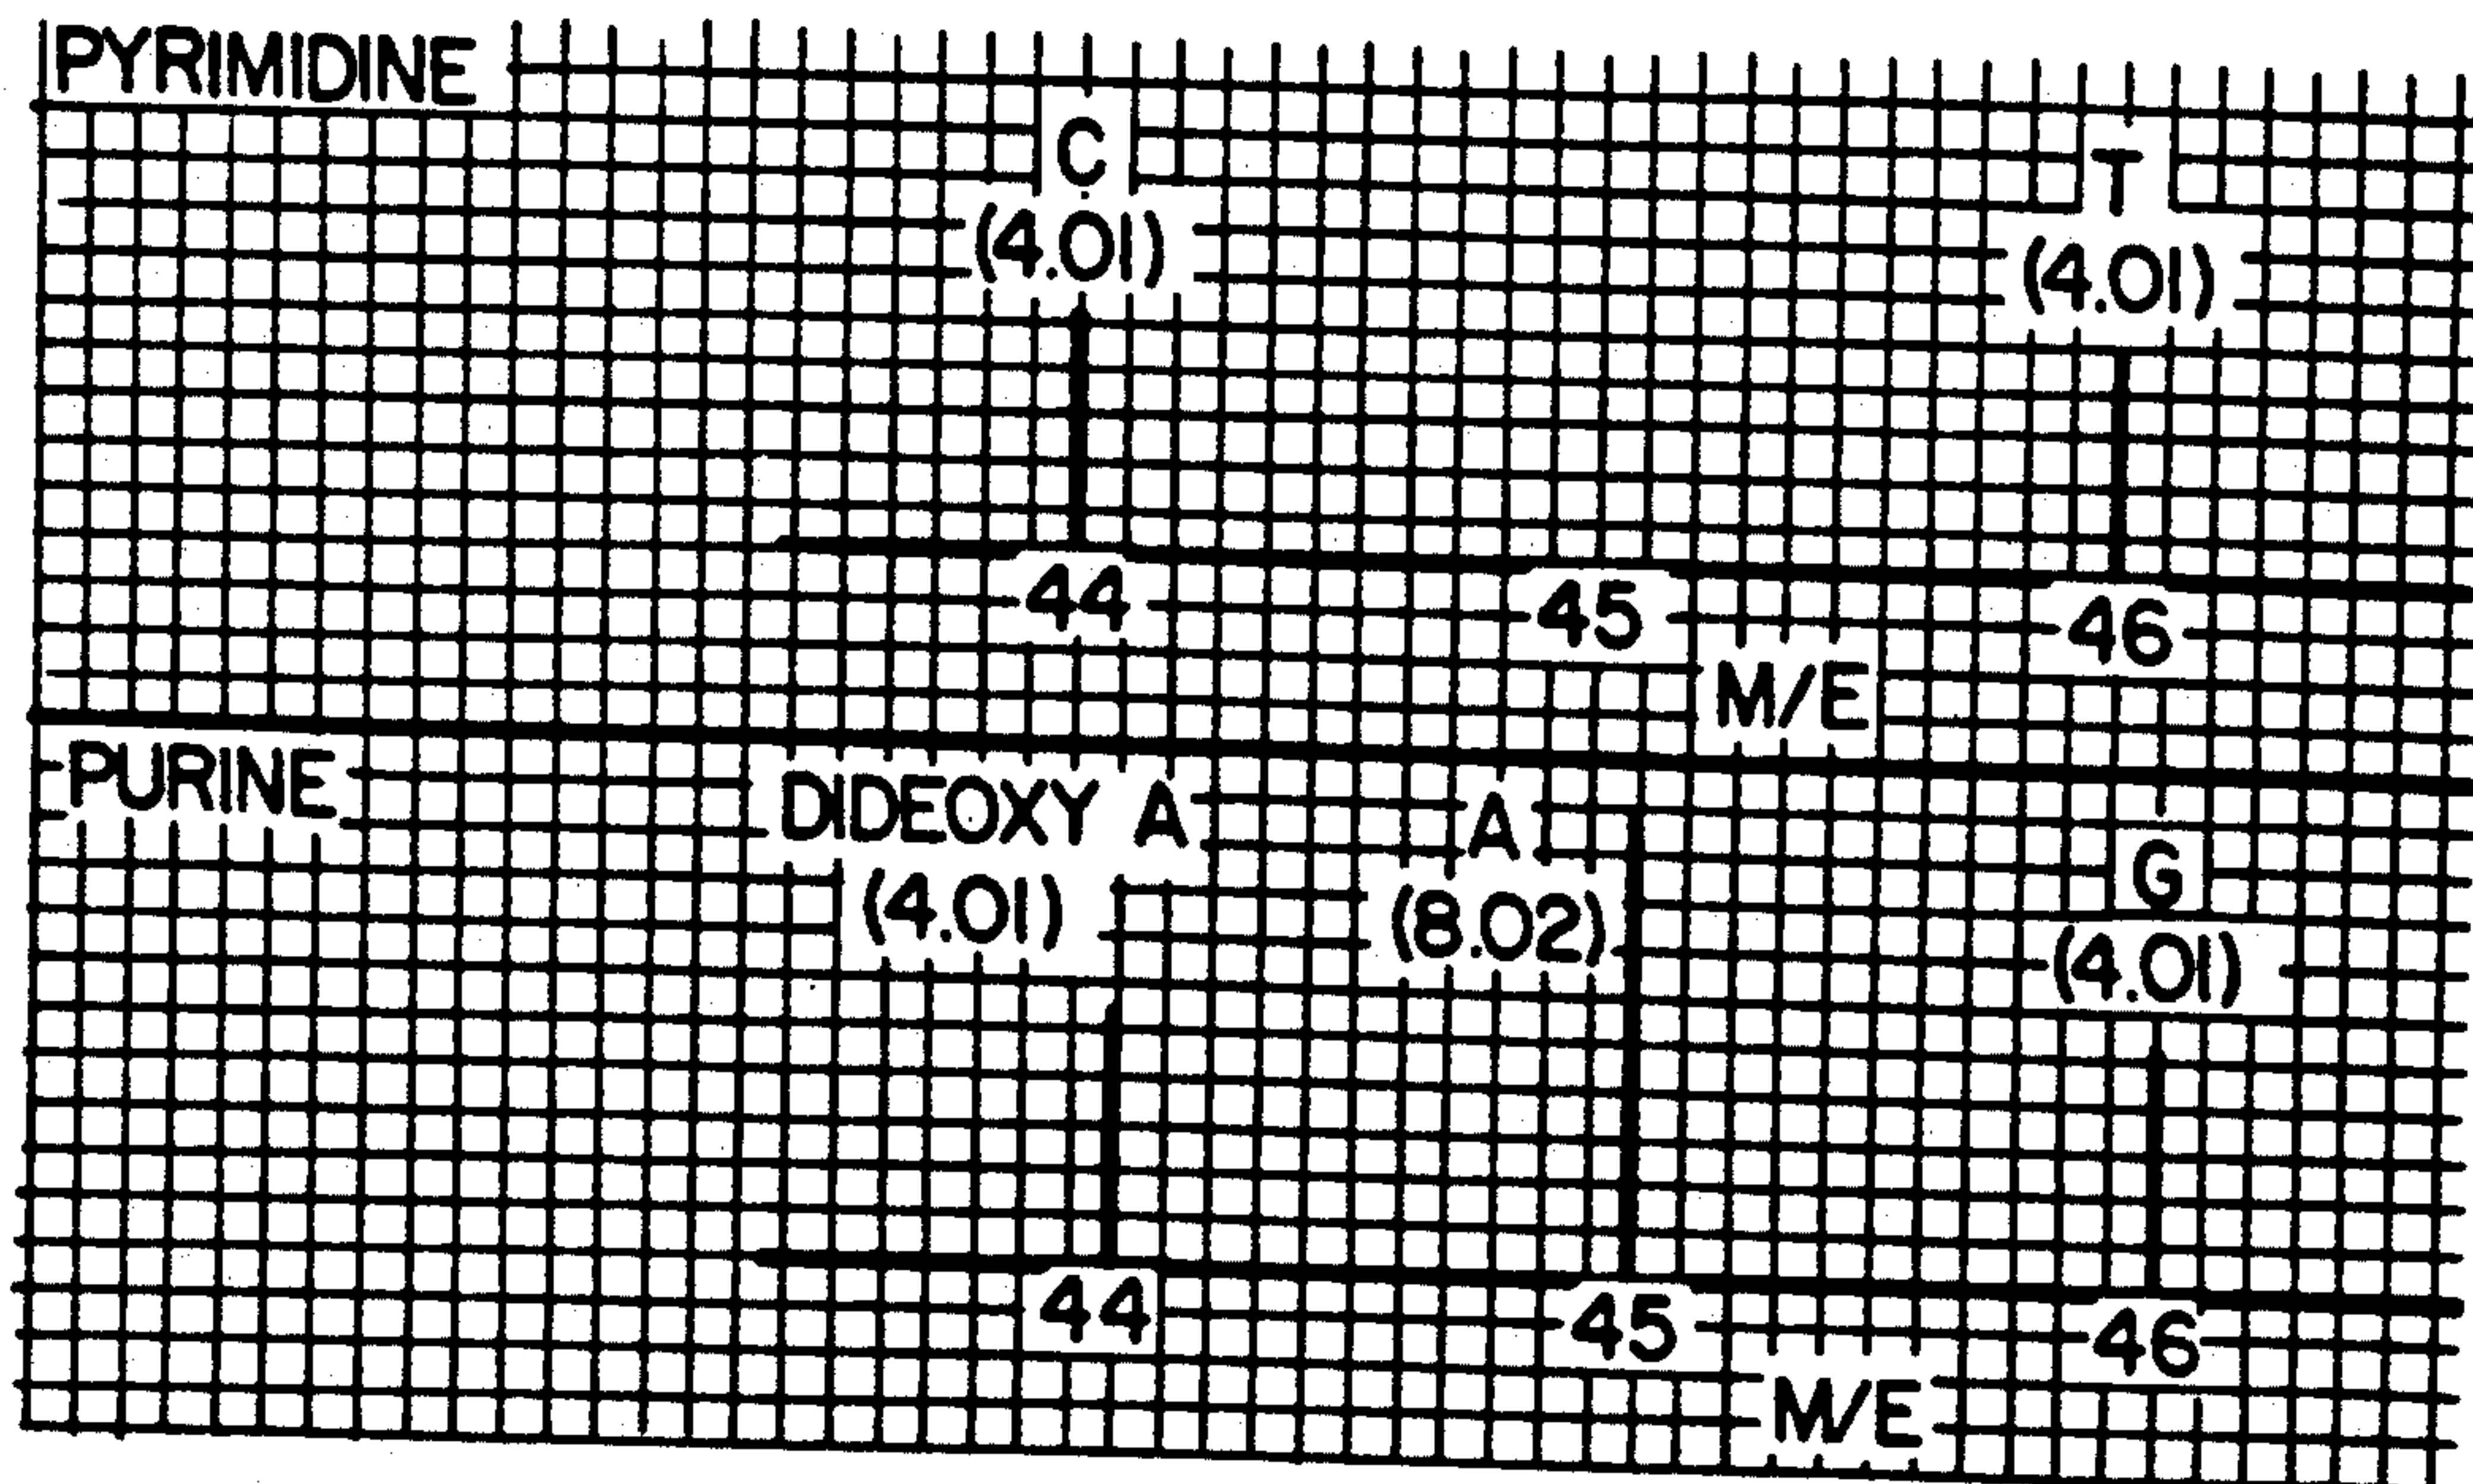 PYRIMIDINE
C T
(4.01) (4.01)
44 45 46
M/E
PURINE DIDEOXY A A G
(4.01) (8.02) (4.01)
44 45 46
M/E